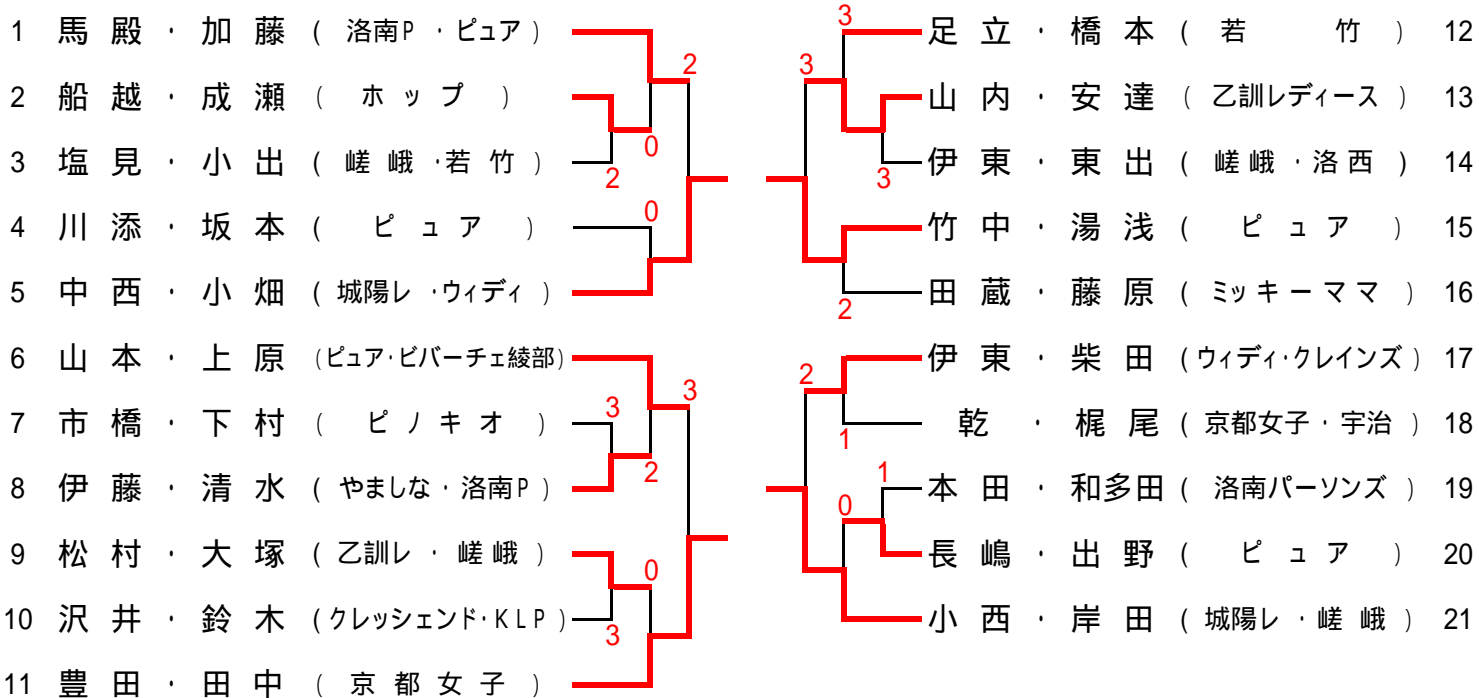 1 馬殿・加藤 (洛南P・ピュア)
2 船越・成瀬 (ホップ)
3 塩見・小出 (嵯峨・若竹)
4 川添・坂本 (ピュア)
5 中西・小畑 (城陽レ・ウィディ)
6 山本・上原 (ピュア・ビバーチェ綾部)
7 市橋・下村 (ピノキオ)
8 伊藤・清水 (やましな・洛南P)
9 松村・大塚 (乙訓レ・嵯峨)
10 沢井・鈴木 (クレッシェンド・KLP)
11 豊田・田中 (京都女子)
2
0
2
0
3
3
2
0
3
3
3
3
2
2
1
1
0
足立・橋本 (若竹) 12
山内・安達 (乙訓レディース) 13
伊東・東出 (嵯峨・洛西) 14
竹中・湯浅 (ピュア) 15
田蔵・藤原 (ミッキーママ) 16
伊東・柴田 (ウィディ・クレインズ) 17
乾・梶尾 (京都女子・宇治) 18
本田・和多田 (洛南パーソンズ) 19
長嶋・出野 (ピュア) 20
小西・岸田 (城陽レ・嵯峨) 21